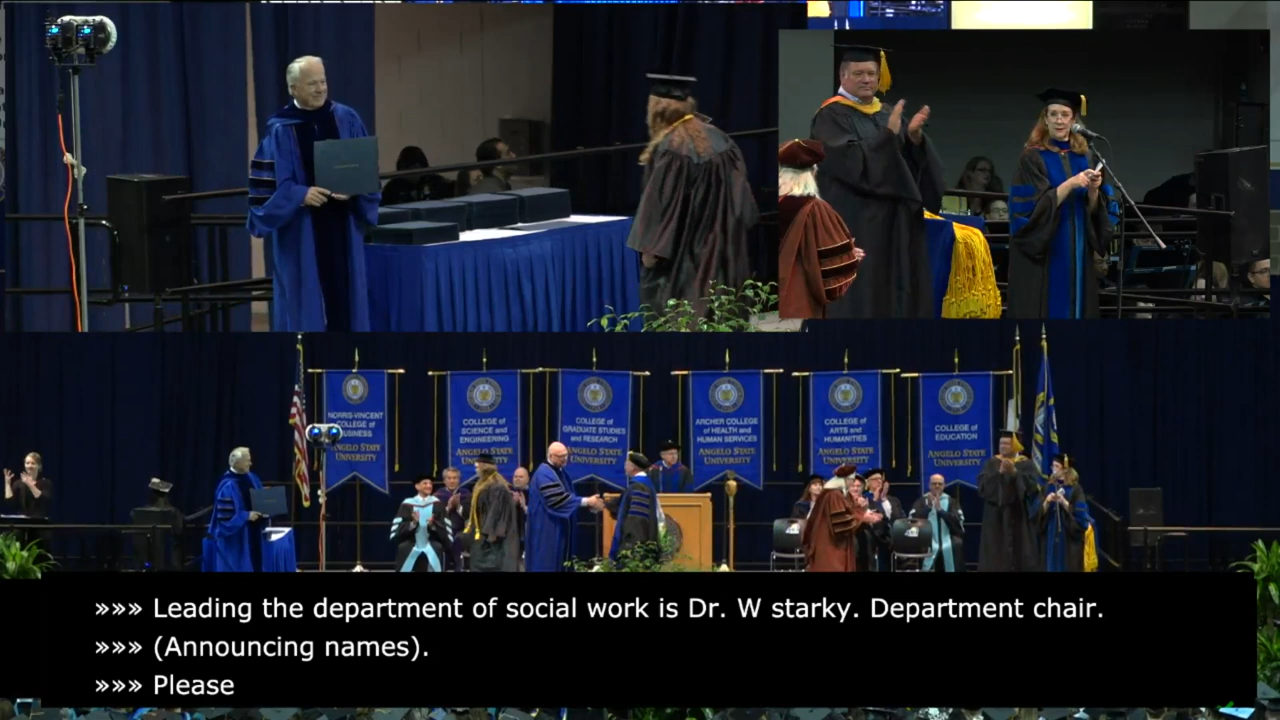 NORRIS-VINCENT
COLLEGE of
BUSINESS
ANGELO STATE
UNIVERSITY
COLLEGE of
SCIENCE and
ENGINEERING
ANGELO STATE
UNIVERSITY
COLLEGE of
GRADUATE STUDIES
and RESEARCH
ANGELO STATE
UNIVERSITY
ARCHER COLLEGE
of HEALTH and
HUMAN SERVICES
ANGELO STATE
UNIVERSITY
COLLEGE of
ARTS and
HUMANITIES
ANGELO STATE
UNIVERSITY
COLLEGE of
EDUCATION
ANGELO STATE
UNIVERSITY
»»» Leading the department of social work is Dr. W starky. Department chair.
»»» (Announcing names).
»»» Please